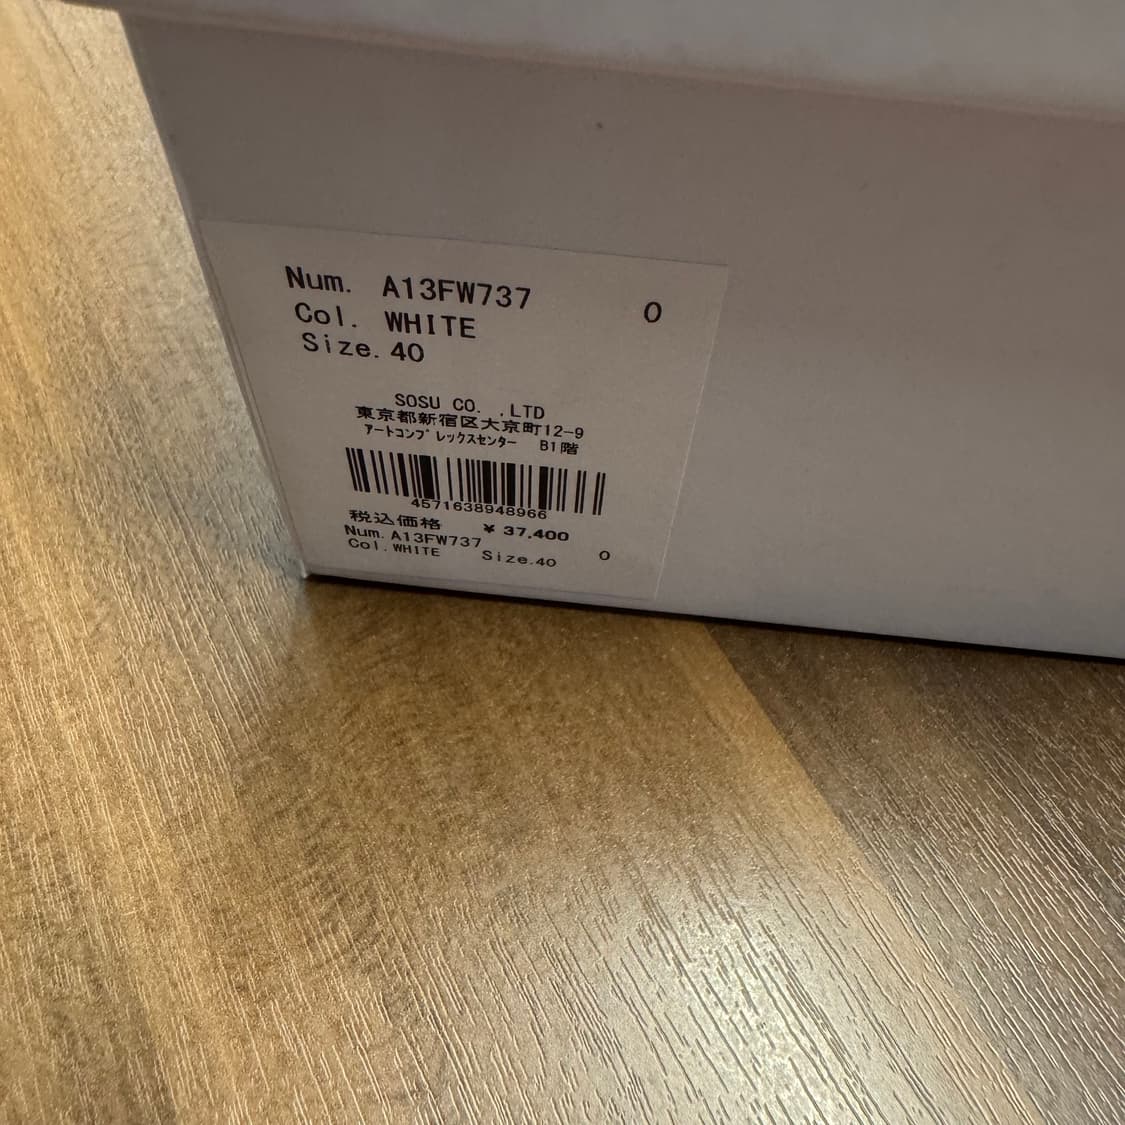 Num. A13FW737 0
Col. WHITE
Size. 40
SOSU CO. ,LTD
東京都新宿区大京町12-9
アートコンプレックスセンター B1階
4571638948966
税込価格 ¥ 37,400
Num. A13FW737 0
Col. WHITE Size.40